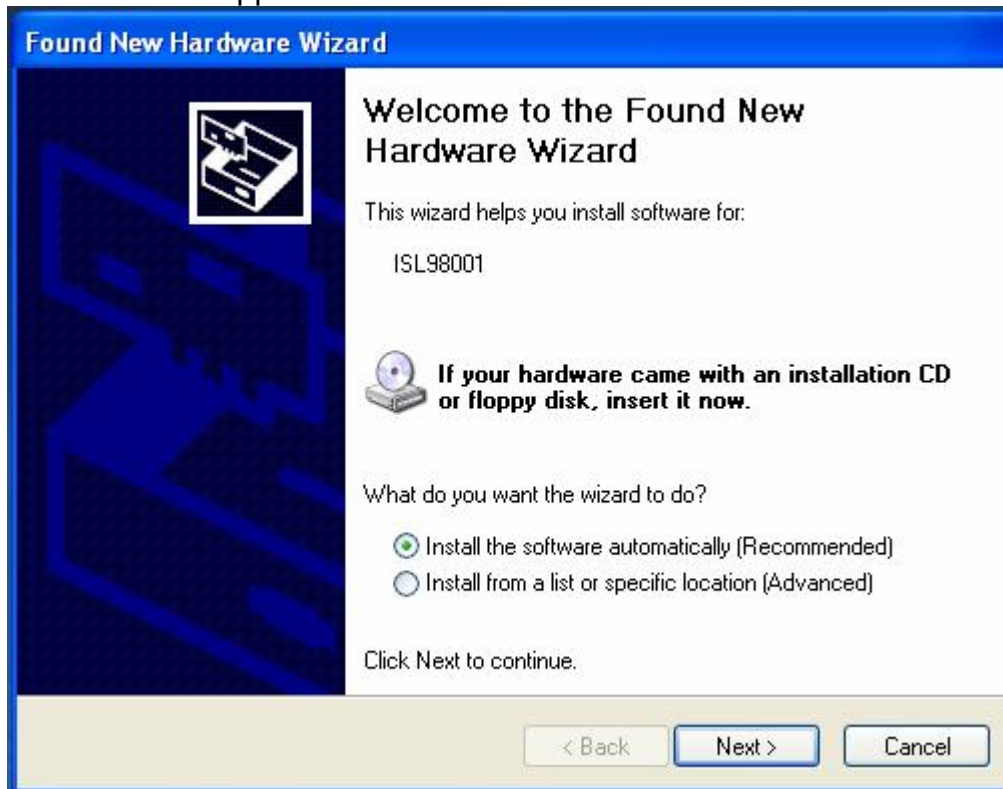 Found New Hardware Wizard
Welcome to the Found New
Hardware Wizard
This wizard helps you install software for:
ISL98001
If your hardware came with an installation CD
or floppy disk, insert it now.
What do you want the wizard to do?
Install the software automatically (Recommended)
Install from a list or specific location (Advanced)
Click Next to continue.
< Back Next > Cancel